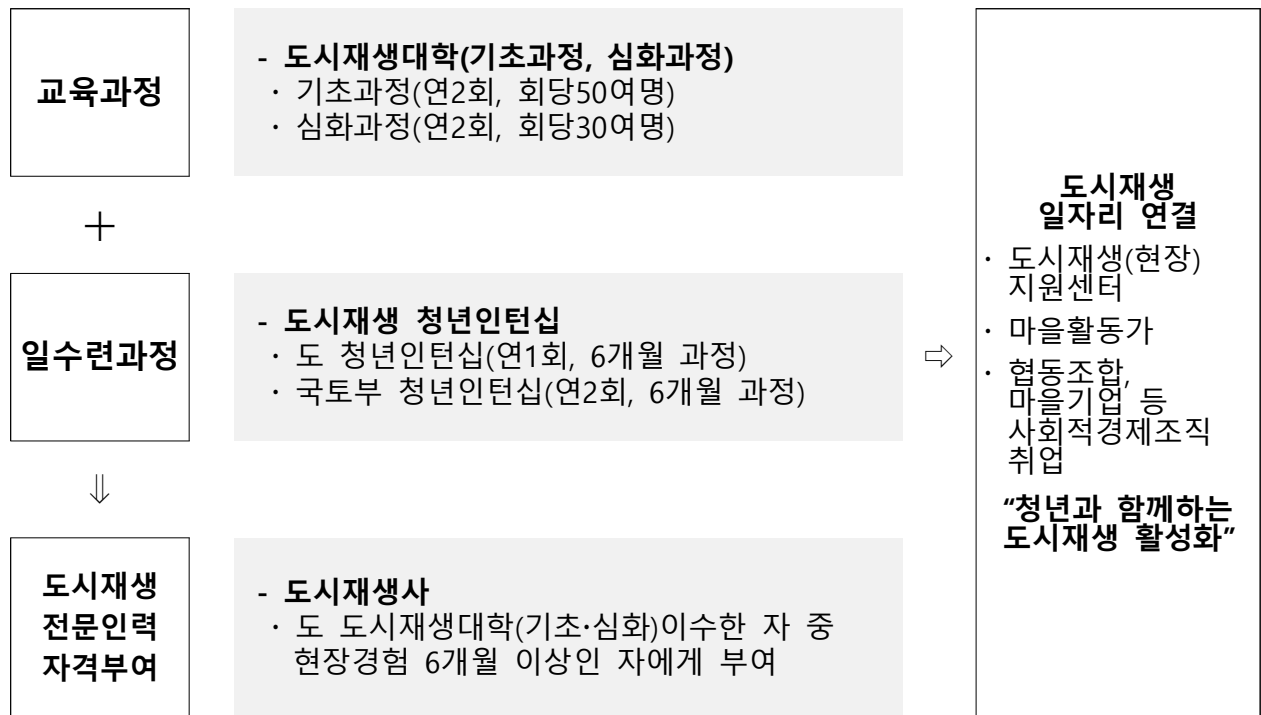 교육과정
- 도시재생대학(기초과정, 심화과정)
· 기초과정(연2회, 회당50여명)
· 심화과정(연2회, 회당30여명)
+
일수련과정
- 도시재생 청년인턴십
· 도 청년인턴십(연1회, 6개월 과정)
· 국토부 청년인턴십(연2회, 6개월 과정)
⇓
도시재생
전문인력
자격부여
- 도시재생사
· 도 도시재생대학(기초·심화)이수한 자 중
현장경험 6개월 이상인 자에게 부여
⇨
도시재생
일자리 연결
· 도시재생(현장)
지원센터
· 마을활동가
· 협동조합,
마을기업 등
사회적경제조직
취업
“청년과 함께하는
도시재생 활성화”